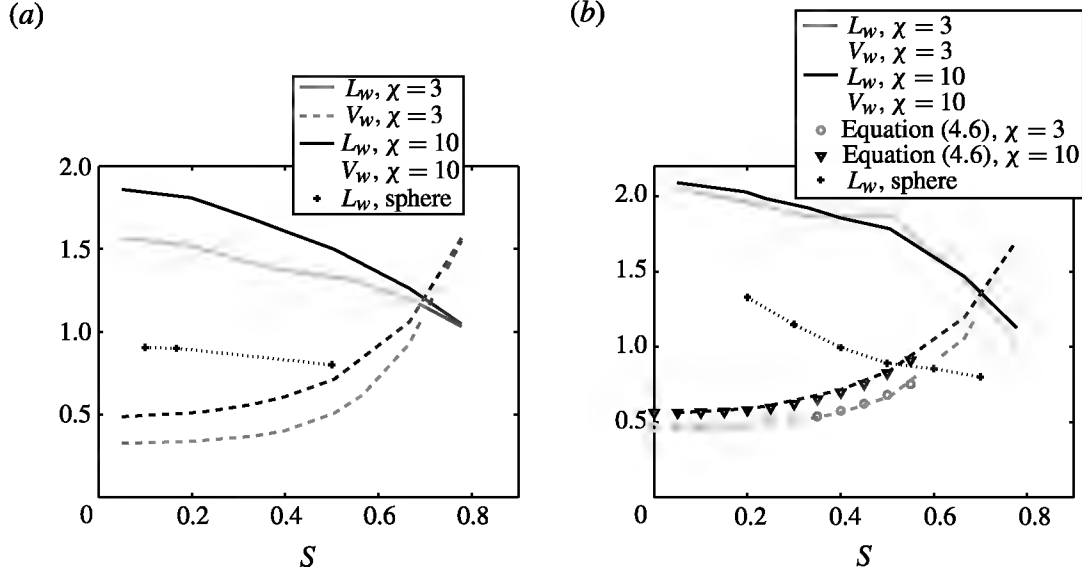 (a)
(b)
L_w, χ = 3
V_w, χ = 3
L_w, χ = 10
V_w, χ = 10
L_w, sphere
L_w, χ = 3
V_w, χ = 3
L_w, χ = 10
V_w, χ = 10
Equation (4.6), χ = 3
Equation (4.6), χ = 10
L_w, sphere
2.0
1.5
1.0
0.5
0
0.2
0.4
0.6
0.8
S
2.0
1.5
1.0
0.5
0
0.2
0.4
0.6
0.8
S